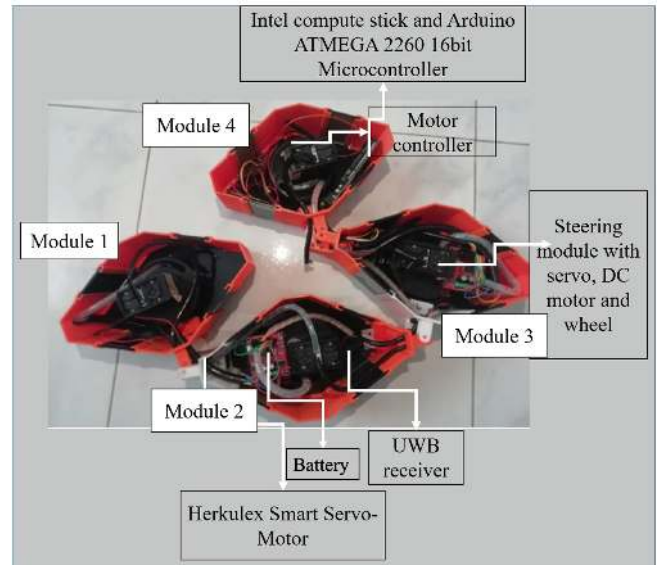 Intel compute stick and Arduino
ATMEGA 2260 16bit
Microcontroller
Module 4
Motor
controller
Module 1
Steering
module with
servo, DC
motor and
wheel
Module 3
Module 2
UWB
receiver
Battery
Herkulex Smart Servo-
Motor